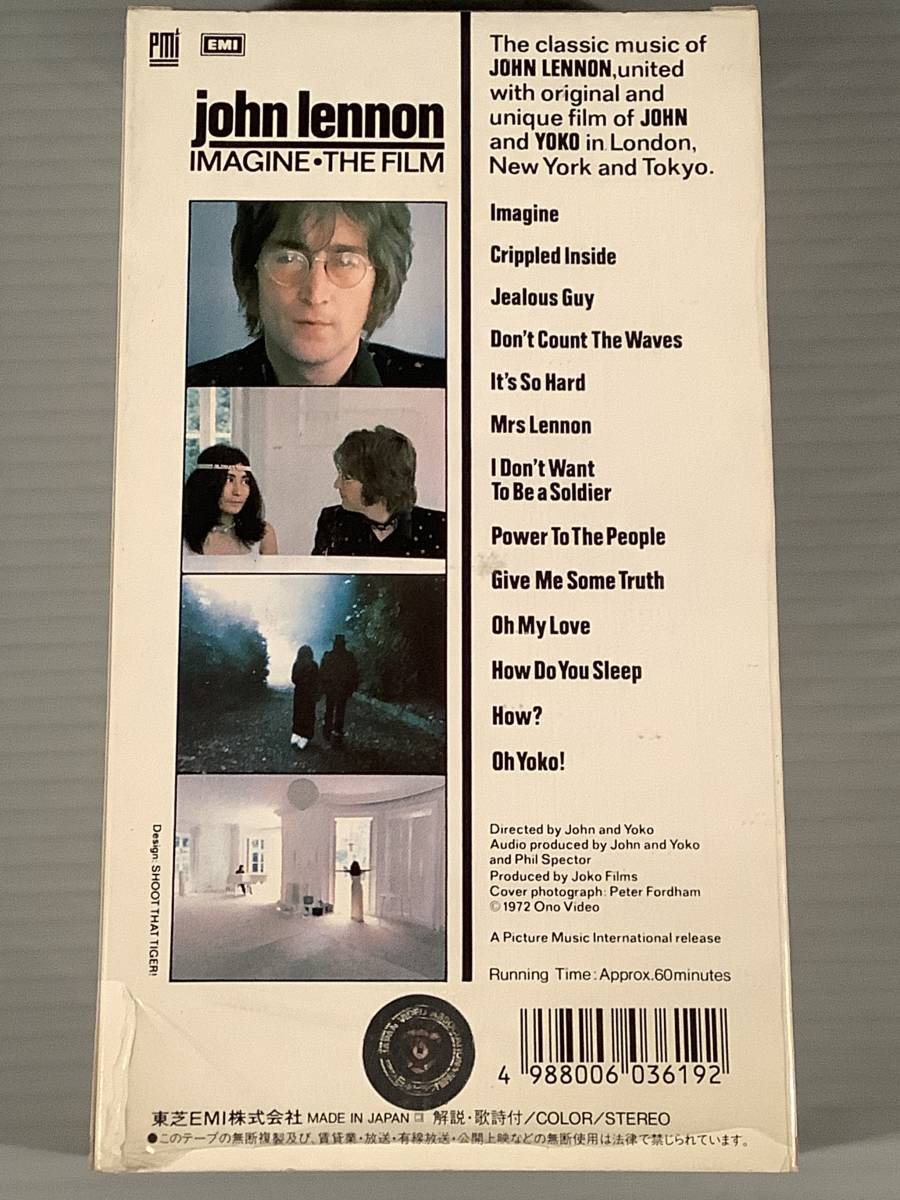 PMi
EMI
john lennon
IMAGINE•THE FILM
The classic music of
JOHN LENNON,united
with original and
unique film of JOHN
and YOKO in London,
New York and Tokyo.
Imagine
Crippled Inside
Jealous Guy
Don't Count The Waves
It's So Hard
Mrs Lennon
I Don't Want
To Be a Soldier
Power To The People
Give Me Some Truth
Oh My Love
How Do You Sleep
How?
Oh Yoko!
Directed by John and Yoko
Audio produced by John and Yoko
and Phil Spector
Produced by Joko Films
Cover photograph: Peter Fordham
© 1972 Ono Video
A Picture Music International release
Running Time: Approx.60minutes
Design: SHOOT THAT TIGER!
VIDEO ASSOCIATION
4 988006 036192
東芝EMI株式会社 MADE IN JAPAN 解説・歌詩付/COLOR/STEREO
●このテープの無断複製及び、賃貸業・放送・有線放送・公開上映などの無断使用は法律で禁じられています。